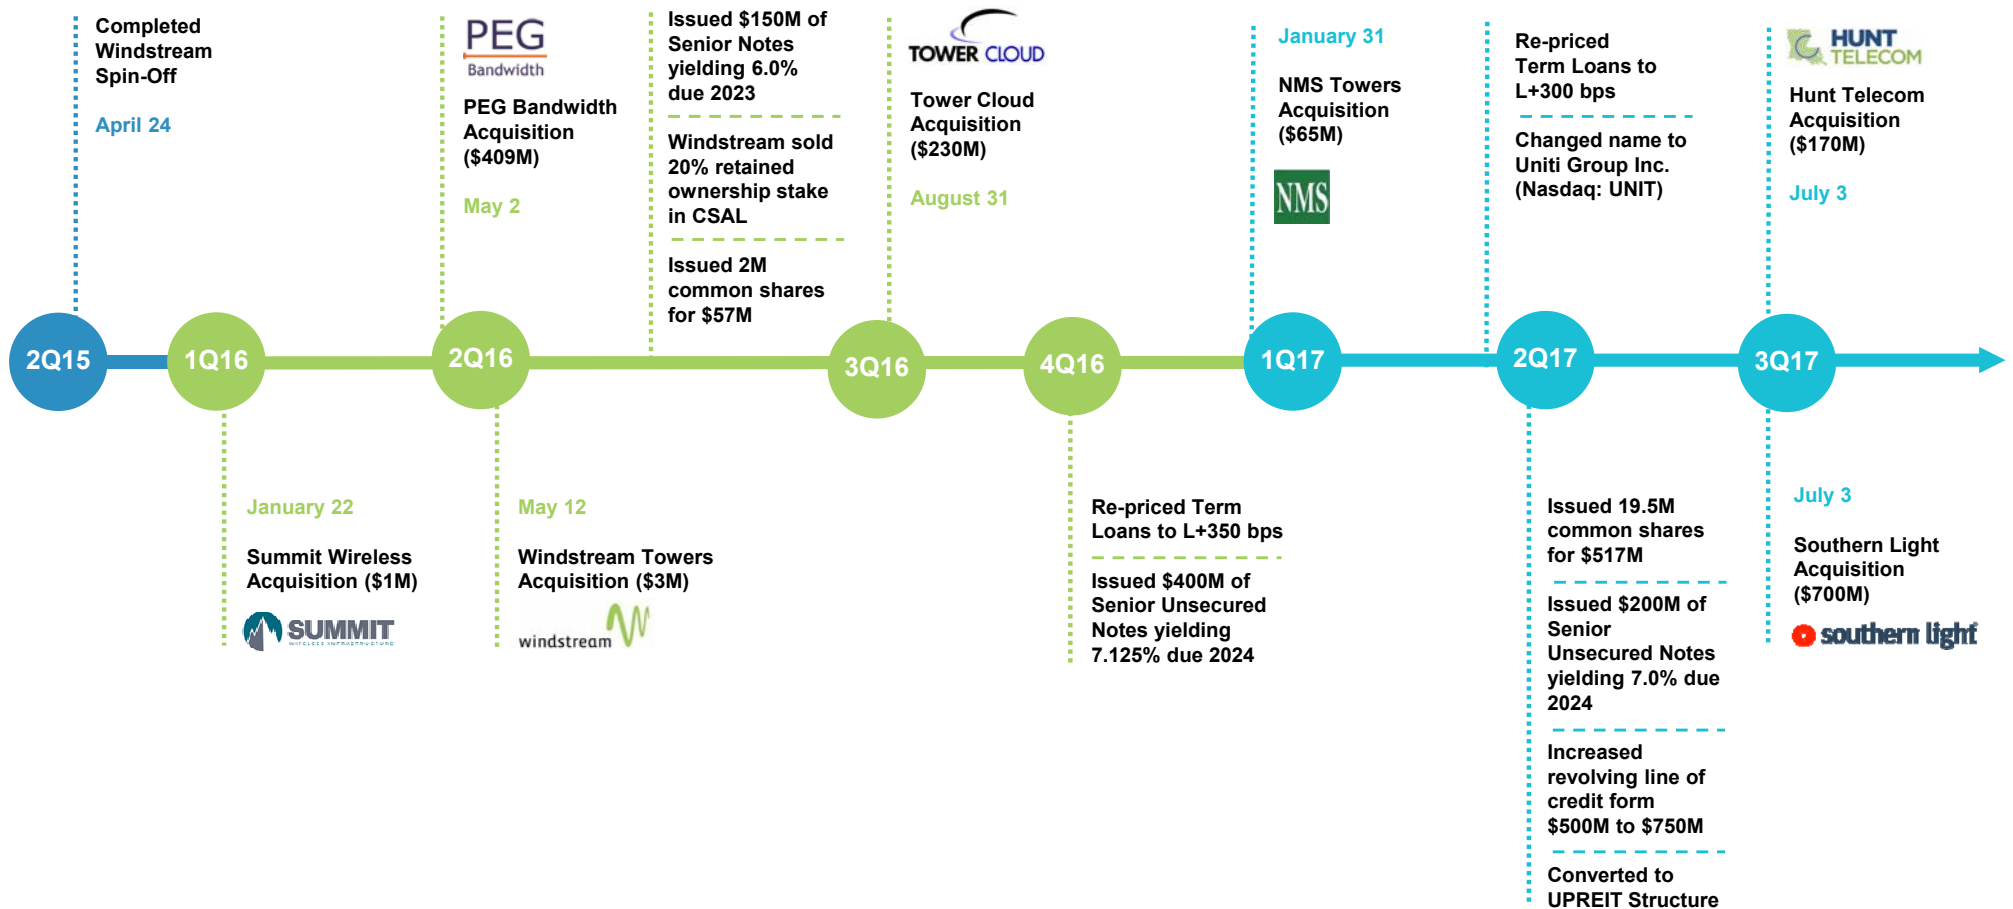 Completed
Windstream
Spin-Off
April 24
PEG
Bandwidth
PEG Bandwidth
Acquisition
($409M)
May 2
Issued $150M of
Senior Notes
yielding 6.0%
due 2023
Windstream sold
20% retained
ownership stake
in CSAL
Issued 2M
common shares
for $57M
TOWER CLOUD
Tower Cloud
Acquisition
($230M)
August 31
January 31
NMS Towers
Acquisition
($65M)
NMS
Re-priced
Term Loans to
L+300 bps
Changed name to
Uniti Group Inc.
(Nasdaq: UNIT)
HUNT
TELECOM
Hunt Telecom
Acquisition
($170M)
July 3
2Q15
1Q16
2Q16
3Q16
4Q16
1Q17
2Q17
3Q17
January 22
Summit Wireless
Acquisition ($1M)
SUMMIT
WIRELESS INFRASTRUCTURE
May 12
Windstream Towers
Acquisition ($3M)
windstream
Re-priced Term
Loans to L+350 bps
Issued $400M of
Senior Unsecured
Notes yielding
7.125% due 2024
Issued 19.5M
common shares
for $517M
Issued $200M of
Senior
Unsecured Notes
yielding 7.0% due
2024
Increased
revolving line of
credit form
$500M to $750M
Converted to
UPREIT Structure
July 3
Southern Light
Acquisition
($700M)
southern light